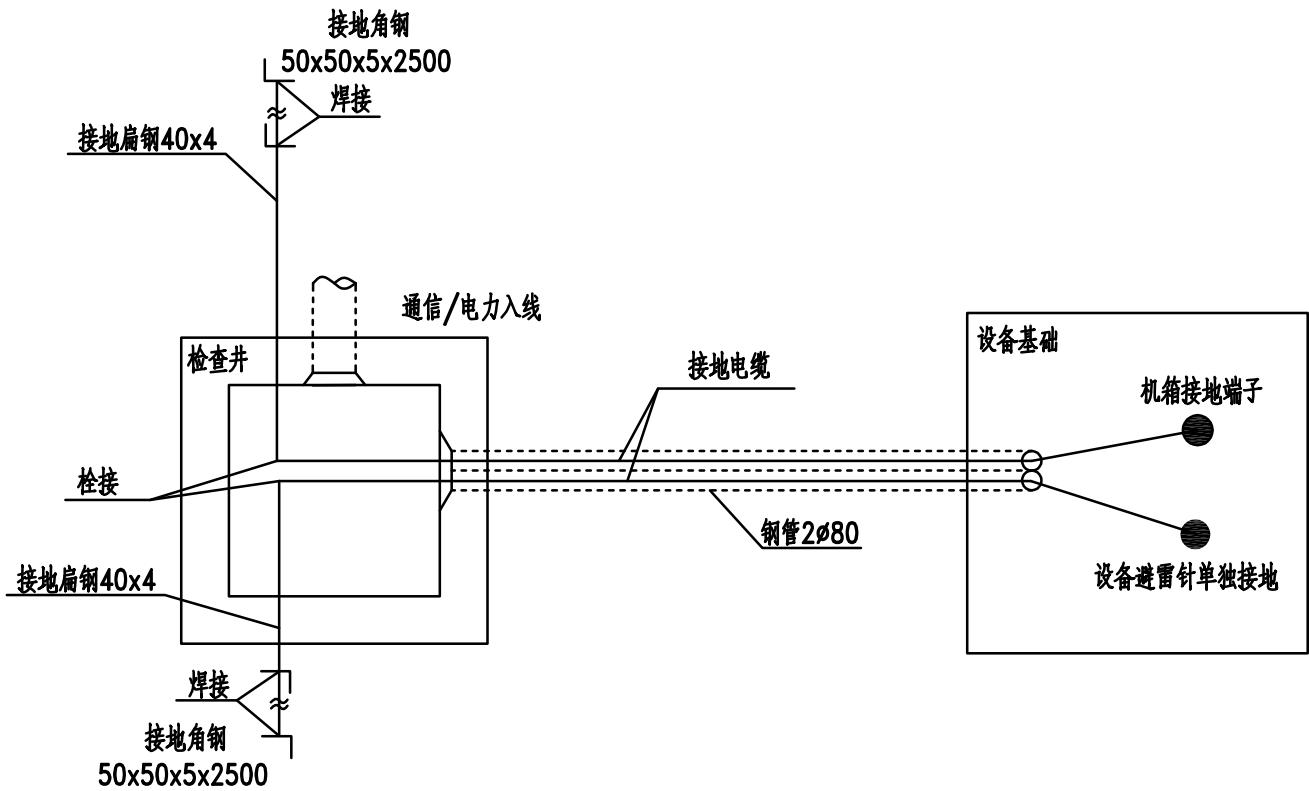 接地角钢
50x50x5x2500
焊接
接地扁钢40x4
通信/电力入线
检查井
设备基础
接地电缆
机箱接地端子
栓接
钢管2ø80
接地扁钢40x4
设备避雷针单独接地
焊接
接地角钢
50x50x5x2500